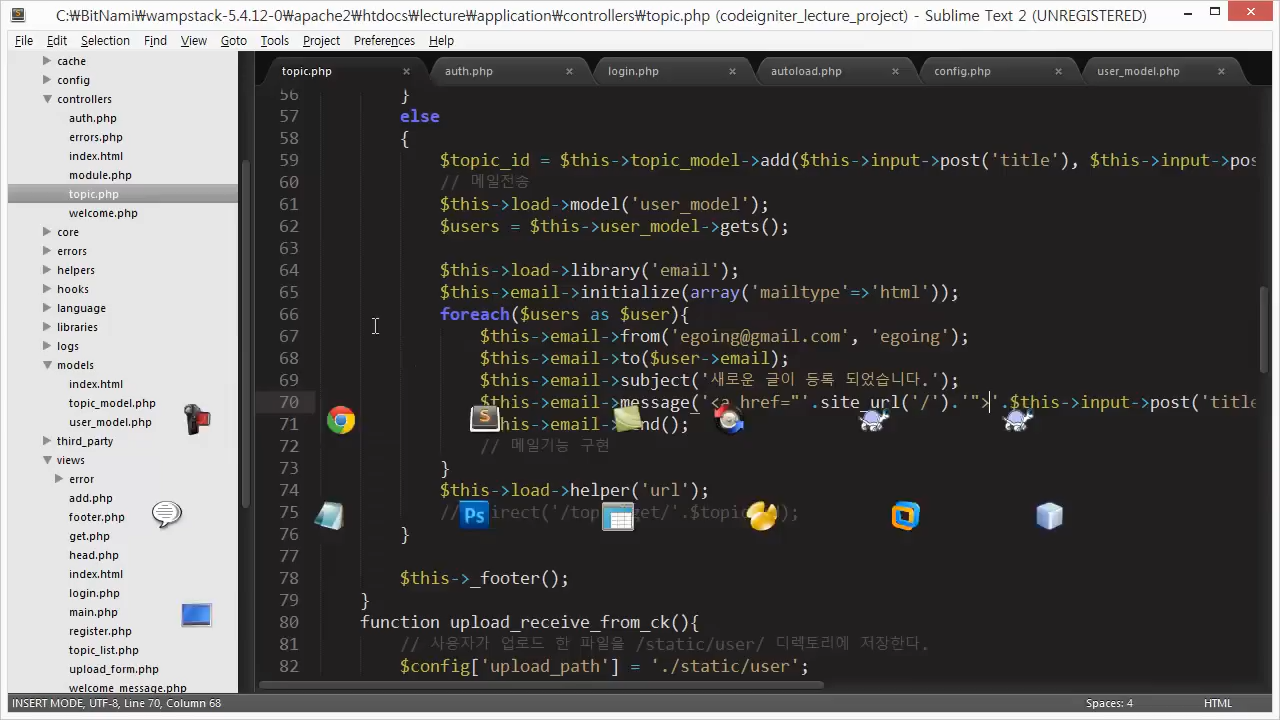 C:₩BitNami₩wampstack-5.4.12-0₩apache2₩htdocs₩lecture₩application₩controllers₩topic.php (codeigniter_lecture_project) - Sublime Text 2 (UNREGISTERED)
File Edit Selection Find View Goto Tools Project Preferences Help
topic.php auth.php login.php autoload.php config.php user_model.php
cache
config
controllers
auth.php
errors.php
index.html
module.php
topic.php
welcome.php
core
errors
helpers
hooks
language
libraries
logs
models
index.html
topic_model.php
user_model.php
third_party
views
error
add.php
footer.php
get.php
head.php
index.html
login.php
main.php
register.php
topic_list.php
upload_form.php
welcome_message.php
56 }
57 else
58 {
59 $topic_id = $this->topic_model->add($this->input->post('title'), $this->input->pos
60 // 메일전송
61 $this->load->model('user_model');
62 $users = $this->user_model->gets();
63
64 $this->load->library('email');
65 $this->email->initialize(array('mailtype'=>'html'));
66 foreach($users as $user){
67 $this->email->from('egoing@gmail.com', 'egoing');
68 $this->email->to($user->email);
69 $this->email->subject('새로운 글이 등록 되었습니다.');
70 $this->email->message('<a href="'.site_url('/').'">'.$this->input->post('title
71 his->email-> nd();
72 // 메일기능 구현
73 }
74 $this->load->helper('url');
75 // irect('/top get/'.$topic );
76 }
77
78 $this->_footer();
79 }
80 function upload_receive_from_ck(){
81 // 사용자가 업로드 한 파일을 /static/user/ 디렉토리에 저장한다.
82 $config['upload_path'] = './static/user';
S
Ps
INSERT MODE, UTF-8, Line 70, Column 68 Spaces: 4 HTML